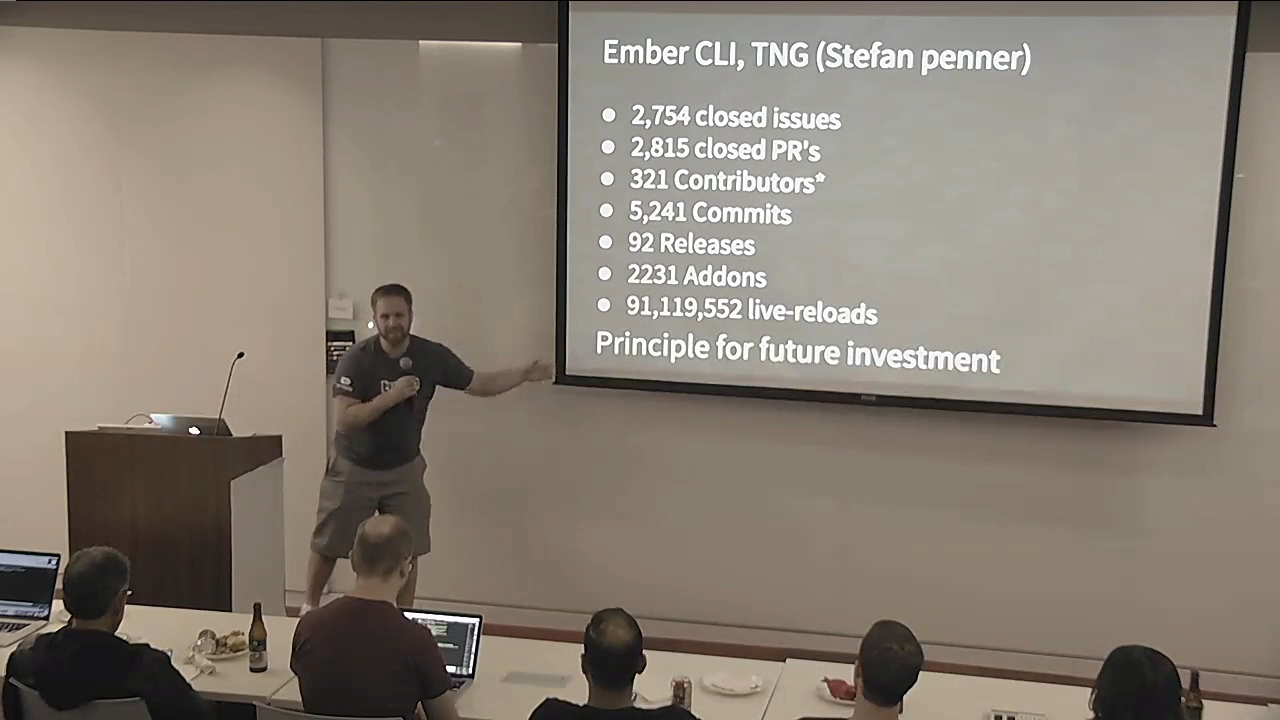 Ember CLI, TNG (Stefan penner)
2,754 closed issues
2,815 closed PR's
321 Contributors*
5,241 Commits
92 Releases
2231 Addons
91,119,552 live-reloads
Principle for future investment